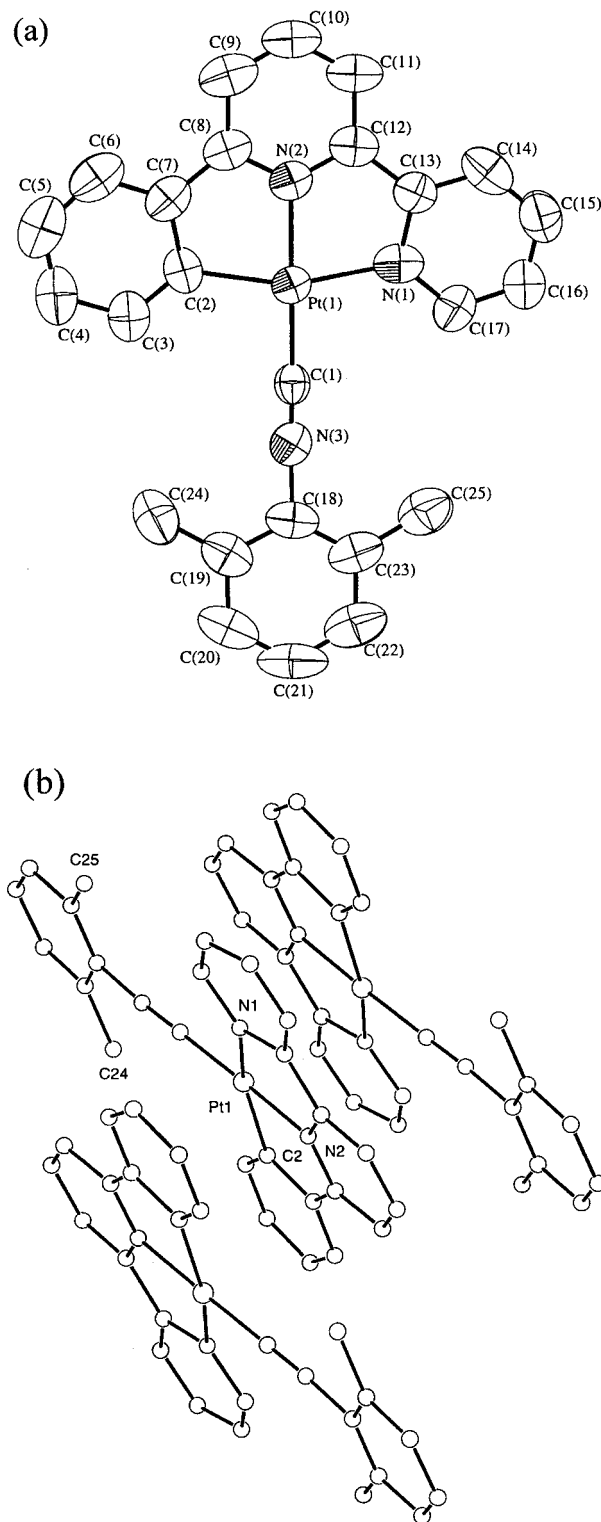 (a)
C(10)
C(9)
C(11)
C(8)
N(2)
C(12)
C(6)
C(7)
C(13)
C(14)
C(5)
C(15)
C(2)
Pt(1)
N(1)
C(16)
C(4)
C(3)
C(17)
C(1)
N(3)
C(24)
C(18)
C(25)
C(19)
C(23)
C(20)
C(22)
C(21)
(b)
C25
N1
C24
Pt1
C2
N2